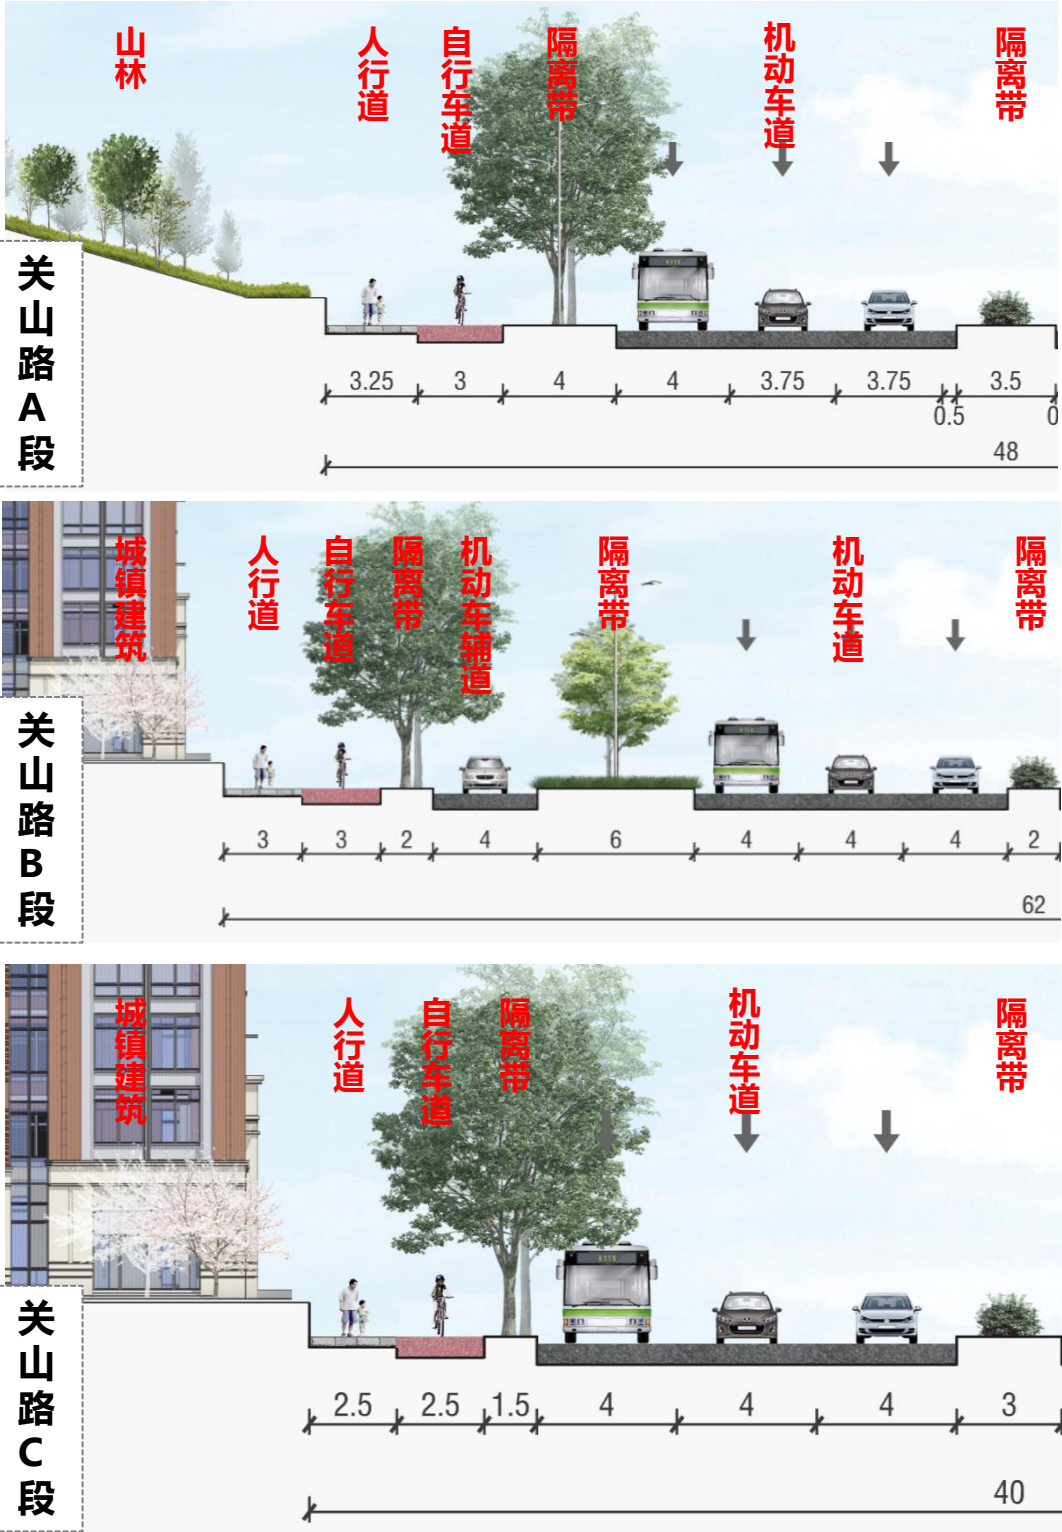 山林
人行道
自行车道
隔离带
机动车道
隔离带
关山路A段
3.25
3
4
4
3.75
3.75
0.5
3.5
0
48
城镇建筑
人行道
自行车道
隔离带
机动车辅道
隔离带
机动车道
隔离带
关山路B段
3
3
2
4
6
4
4
4
2
62
城镇建筑
人行道
自行车道
隔离带
机动车道
隔离带
关山路C段
2.5
2.5
1.5
4
4
4
3
40